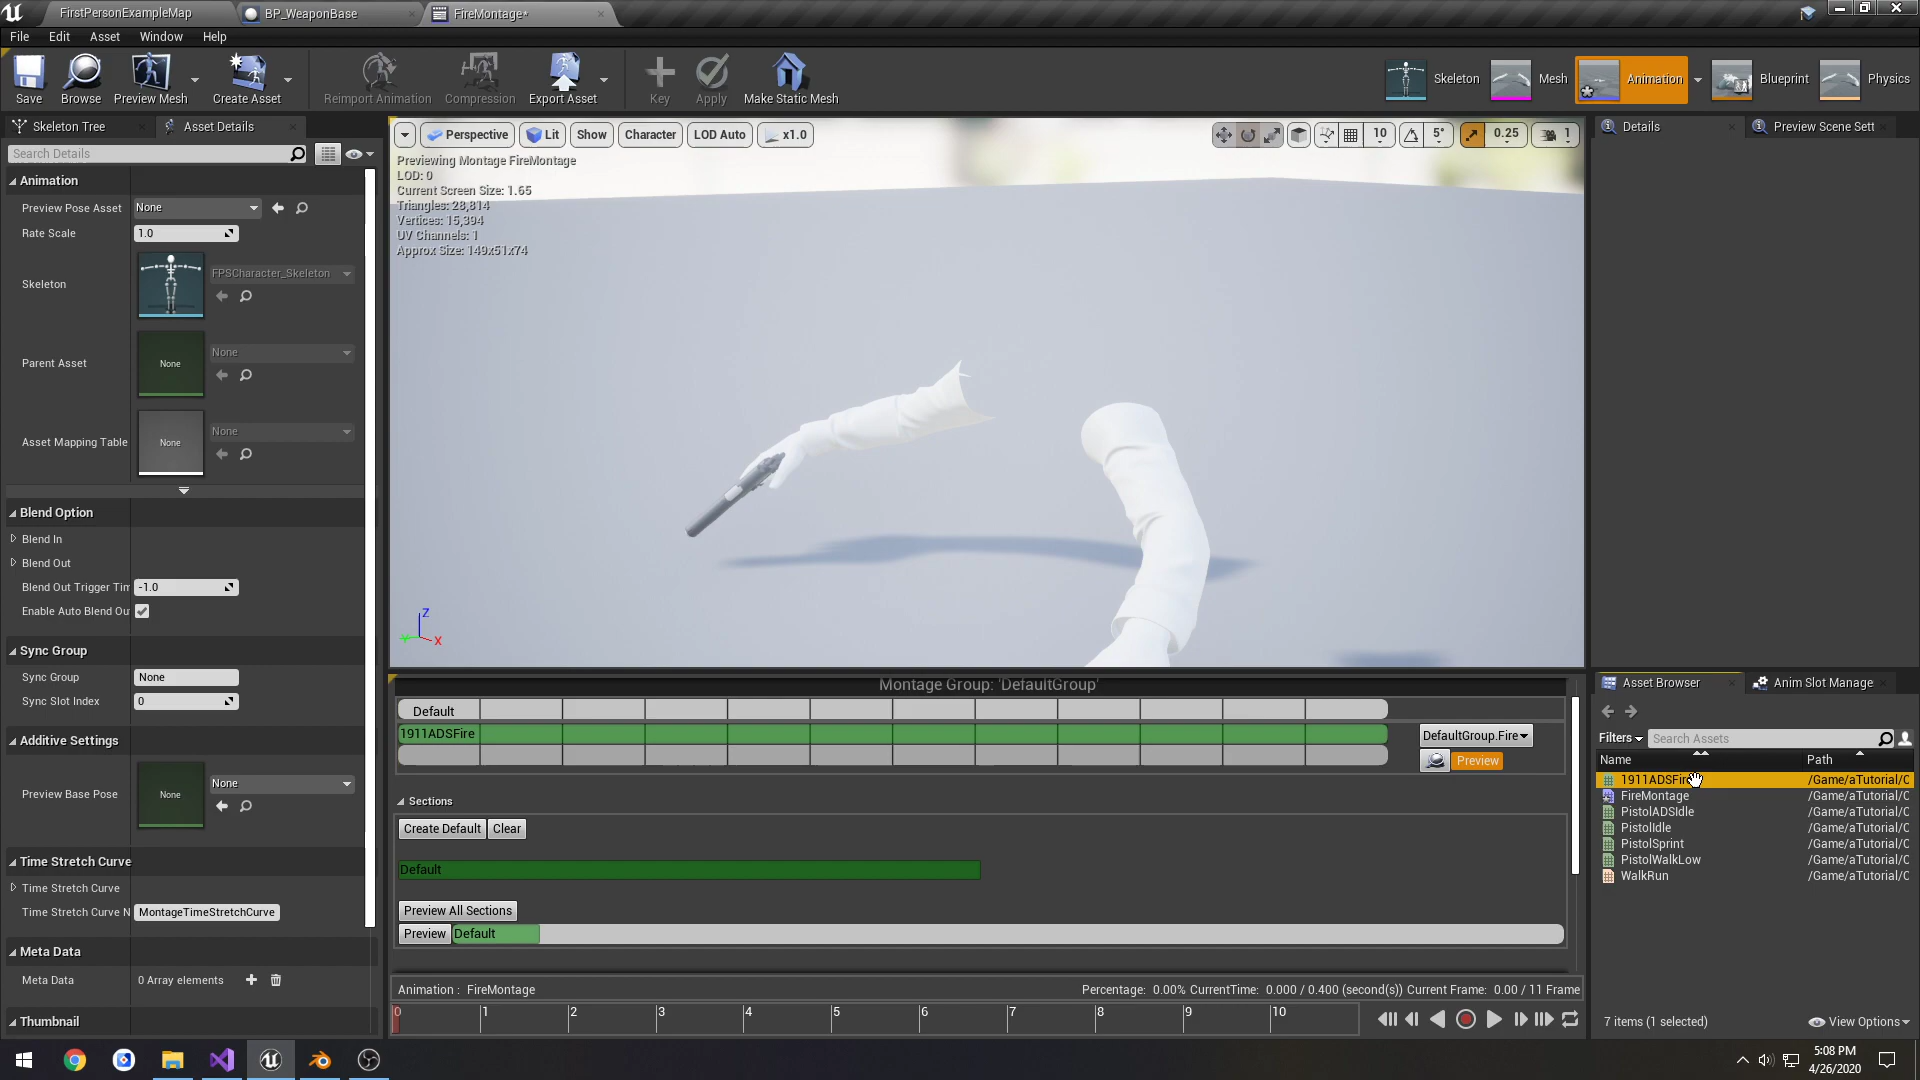 FirstPersonExampleMap
BP_WeaponBase
FireMontage*
File Edit Asset Window Help
Save
Browse
Preview Mesh
Create Asset
Reimport Animation
Compression
Export Asset
Key
Apply
Make Static Mesh
Skeleton
Mesh
Animation
Blueprint
Physics
Skeleton Tree
Asset Details
Search Details
Animation
Preview Pose Asset None
Rate Scale 1.0
Skeleton FPSCharacter_Skeleton
Parent Asset None None
Asset Mapping Table None None
Blend Option
Blend In
Blend Out
Blend Out Trigger Tim -1.0
Enable Auto Blend Ou
Sync Group
Sync Group None
Sync Slot Index 0
Additive Settings
Preview Base Pose None None
Time Stretch Curve
Time Stretch Curve
Time Stretch Curve N MontageTimeStretchCurve
Meta Data
Meta Data 0 Array elements
Thumbnail
Perspective Lit Show Character LOD Auto x1.0
10 5° 0.25 1
Previewing Montage FireMontage
LOD: 0
Current Screen Size: 1.65
Triangles: 28,814
Vertices: 15,394
UV Channels: 1
Approx Size: 149x51x74
Z
Y
X
Montage Group: 'DefaultGroup'
Default
1911ADSFire
DefaultGroup.Fire
Preview
Sections
Create Default Clear
Default
Preview All Sections
Preview Default
Animation : FireMontage
Percentage: 0.00% CurrentTime: 0.000 / 0.400 (second(s)) Current Frame: 0.00 / 11 Frame
0 1 2 3 4 5 6 7 8 9 10
Details
Preview Scene Sett
Asset Browser
Anim Slot Manage
Filters Search Assets
Name Path
1911ADSFire /Game/aTutorial/C
FireMontage /Game/aTutorial/C
PistolADSIdle /Game/aTutorial/C
PistolIdle /Game/aTutorial/C
PistolSprint /Game/aTutorial/C
PistolWalkLow /Game/aTutorial/C
WalkRun /Game/aTutorial/C
7 items (1 selected)
View Options
5:08 PM
4/26/2020